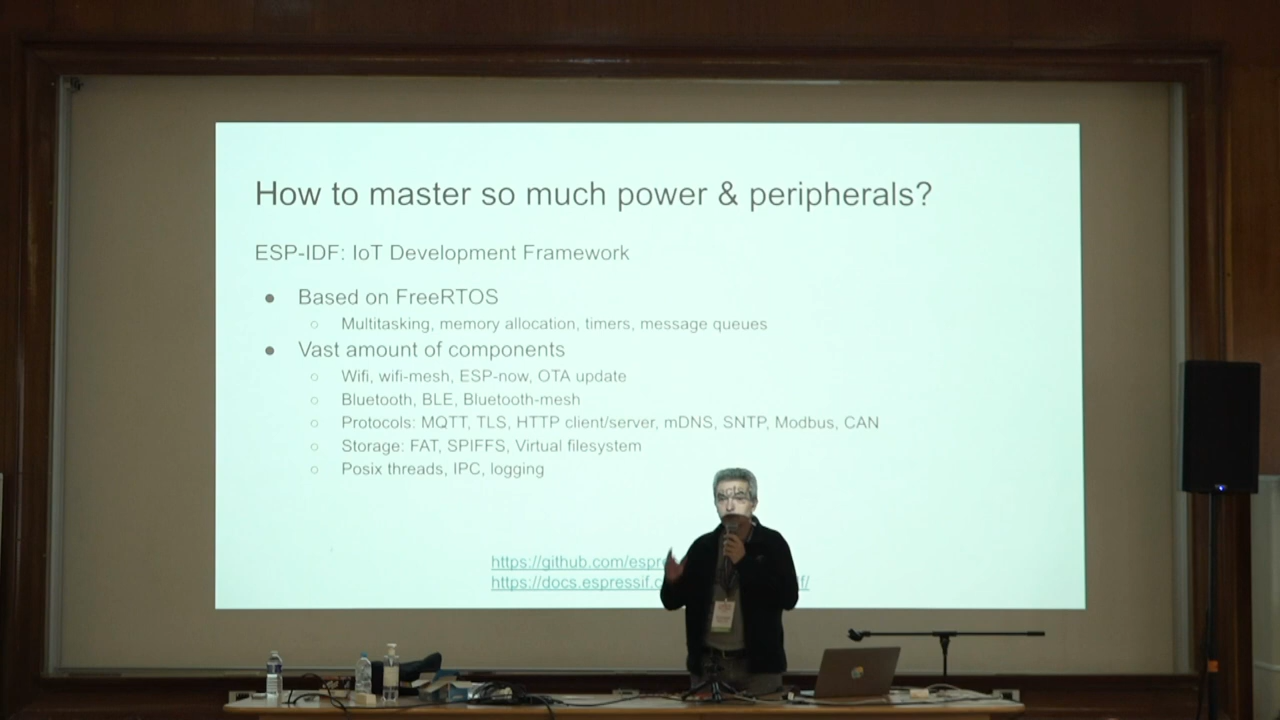 How to master so much power & peripherals?
ESP-IDF: IoT Development Framework
● Based on FreeRTOS
○ Multitasking, memory allocation, timers, message queues
● Vast amount of components
○ Wifi, wifi-mesh, ESP-now, OTA update
○ Bluetooth, BLE, Bluetooth-mesh
○ Protocols: MQTT, TLS, HTTP client/server, mDNS, SNTP, Modbus, CAN
○ Storage: FAT, SPIFFS, Virtual filesystem
○ Posix threads, IPC, logging
https://github.com/espre
https://docs.espressif.c